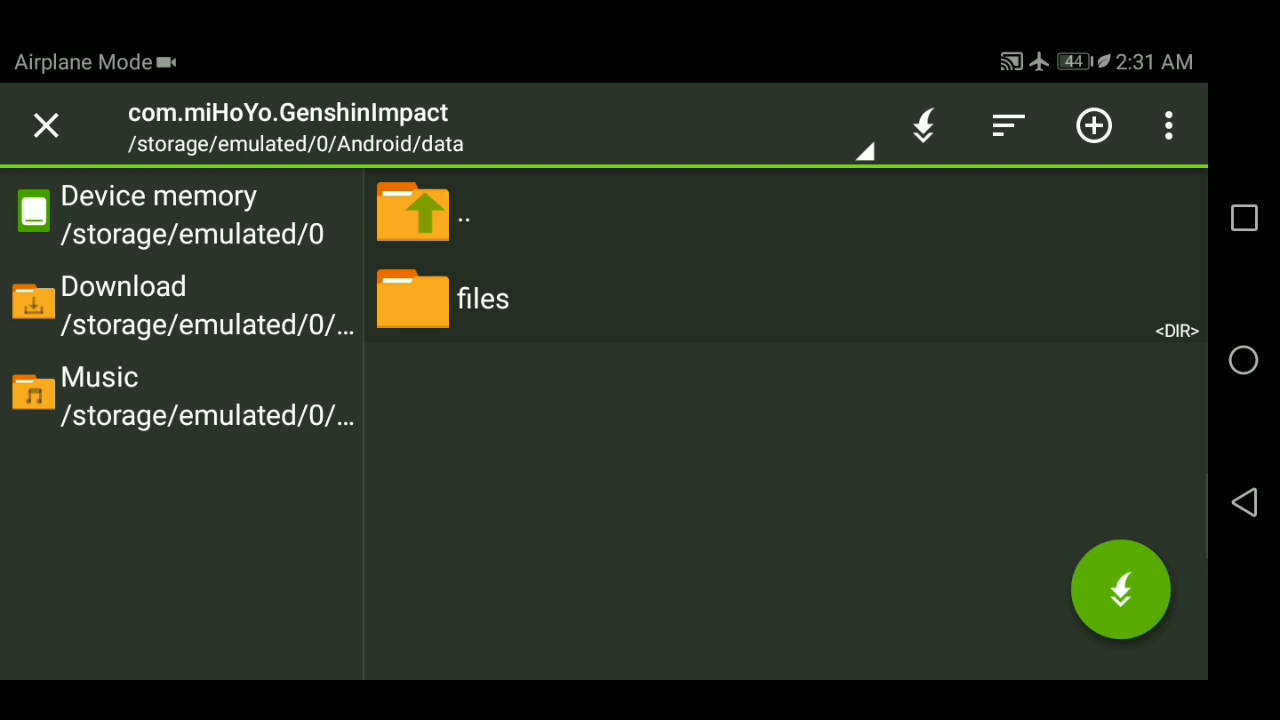 Airplane Mode
44
2:31 AM
com.miHoYo.GenshinImpact
/storage/emulated/0/Android/data
Device memory
/storage/emulated/0
Download
/storage/emulated/0/...
Music
/storage/emulated/0/...
..
files
<DIR>